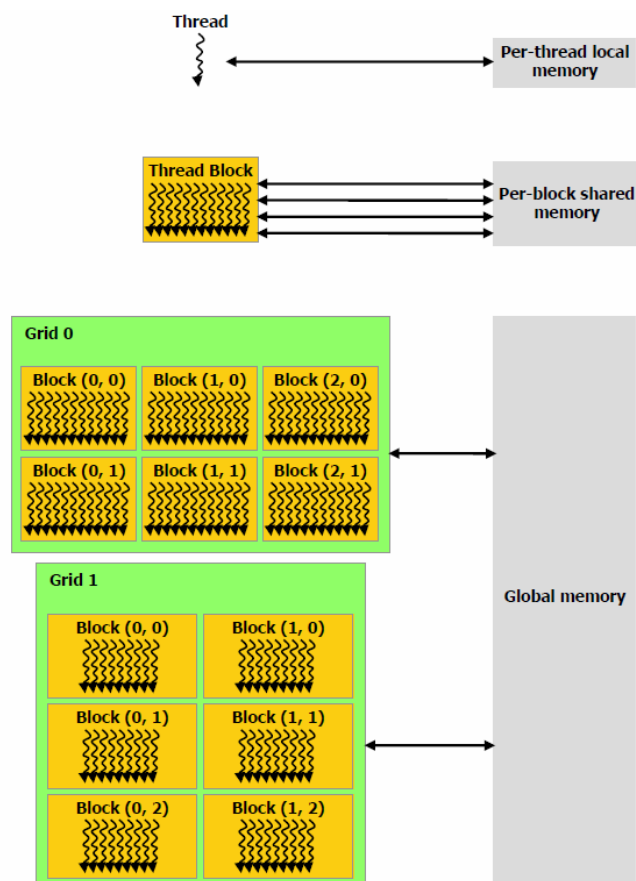 Thread
Per-thread local
memory
Thread Block
Per-block shared
memory
Grid 0
Block (0, 0)
Block (1, 0)
Block (2, 0)
Block (0, 1)
Block (1, 1)
Block (2, 1)
Grid 1
Global memory
Block (0, 0)
Block (1, 0)
Block (0, 1)
Block (1, 1)
Block (0, 2)
Block (1, 2)